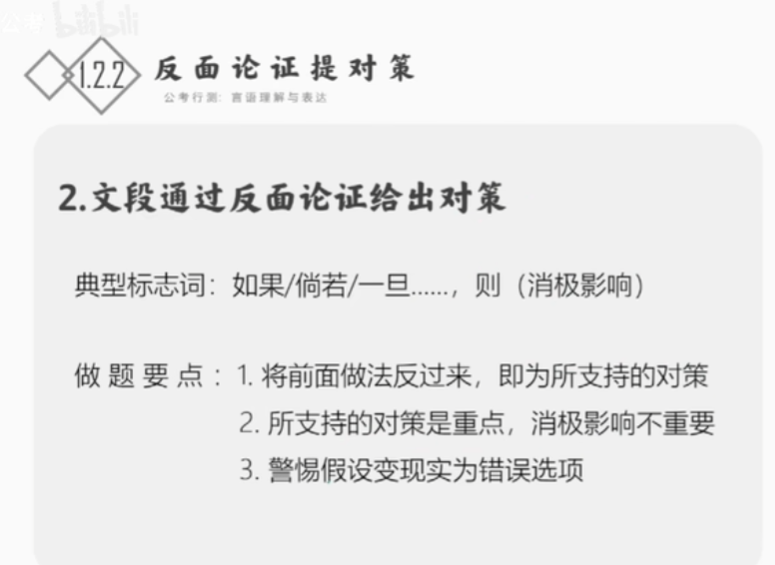 公考
bilibili
1.2.2
反面论证提对策
公考行测：言语理解与表达
2.文段通过反面论证给出对策
典型标志词：如果/倘若/一旦......，则（消极影响）
做题要点：1. 将前面做法反过来，即为所支持的对策
2. 所支持的对策是重点，消极影响不重要
3. 警惕假设变现实为错误选项